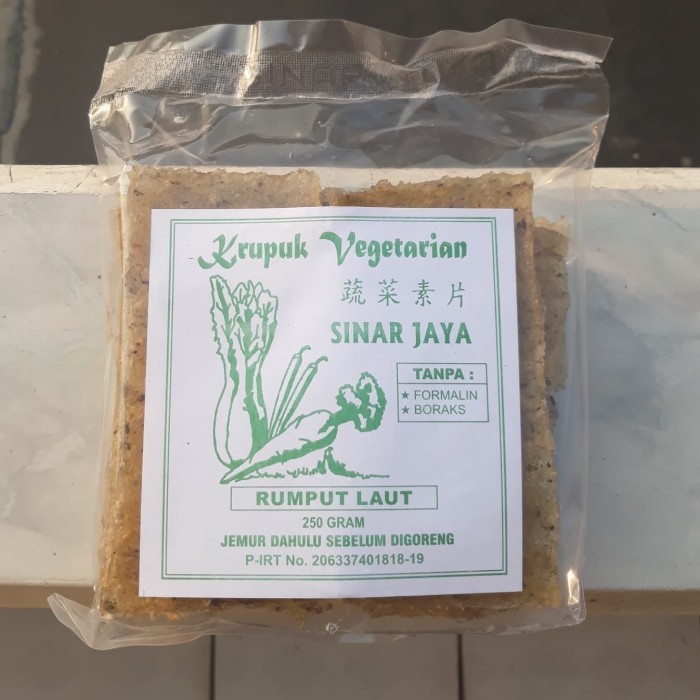 Krupuk Vegetarian
蔬菜素片
SINAR JAYA
TANPA :
★ FORMALIN
★ BORAKS
RUMPUT LAUT
250 GRAM
JEMUR DAHULU SEBELUM DIGORENG
P-IRT No. 206337401818-19